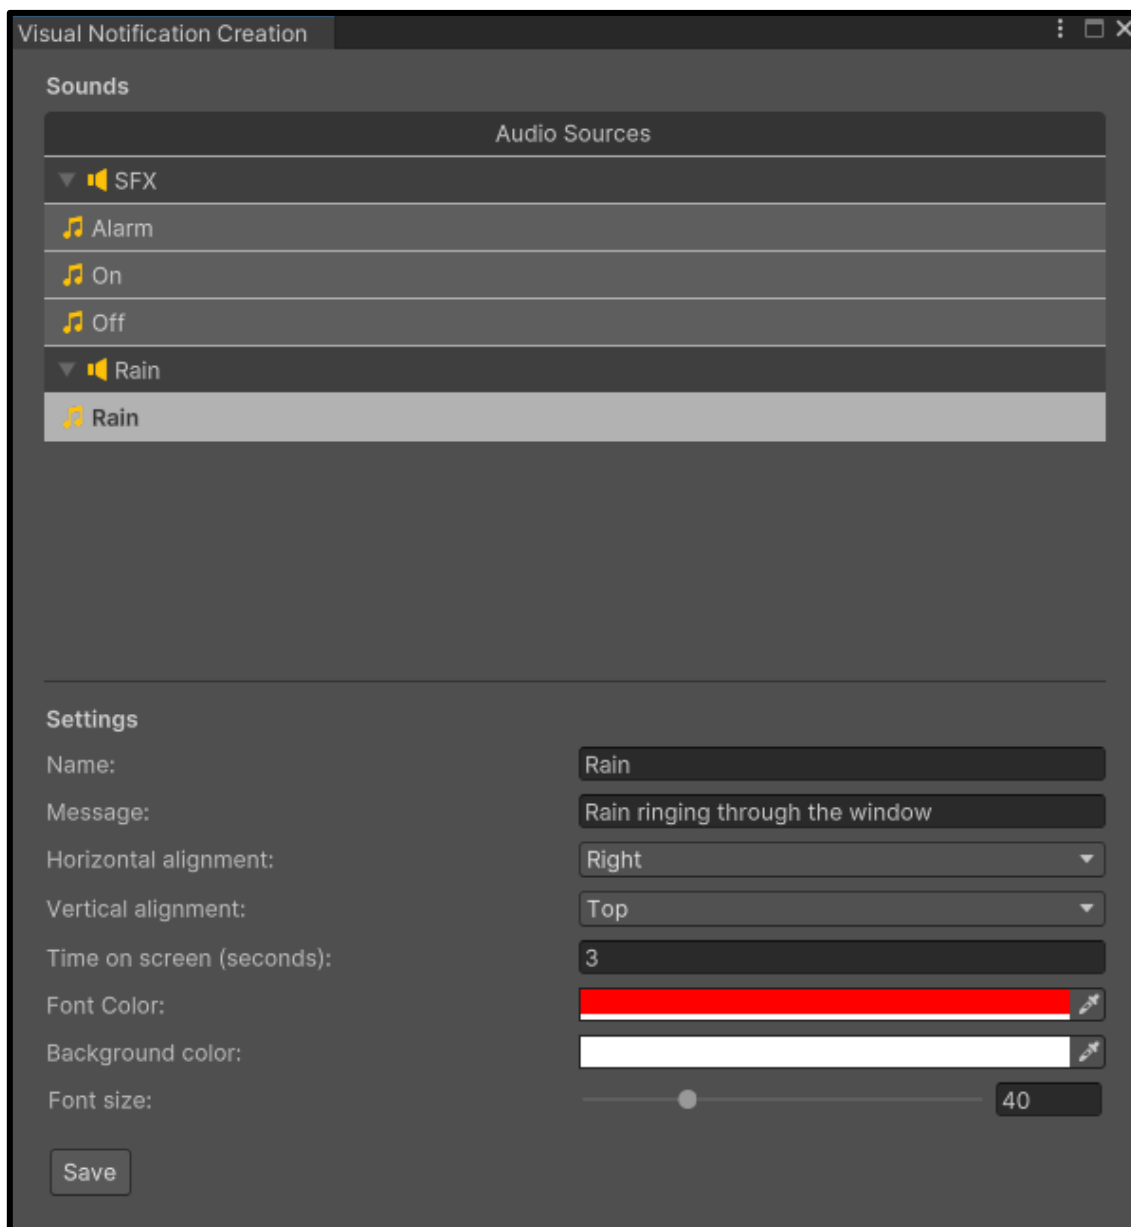 Visual Notification Creation
Sounds
Audio Sources
SFX
Alarm
On
Off
Rain
Rain
Settings
Name: Rain
Message: Rain ringing through the window
Horizontal alignment: Right
Vertical alignment: Top
Time on screen (seconds): 3
Font Color:
Background color:
Font size: 40
Save